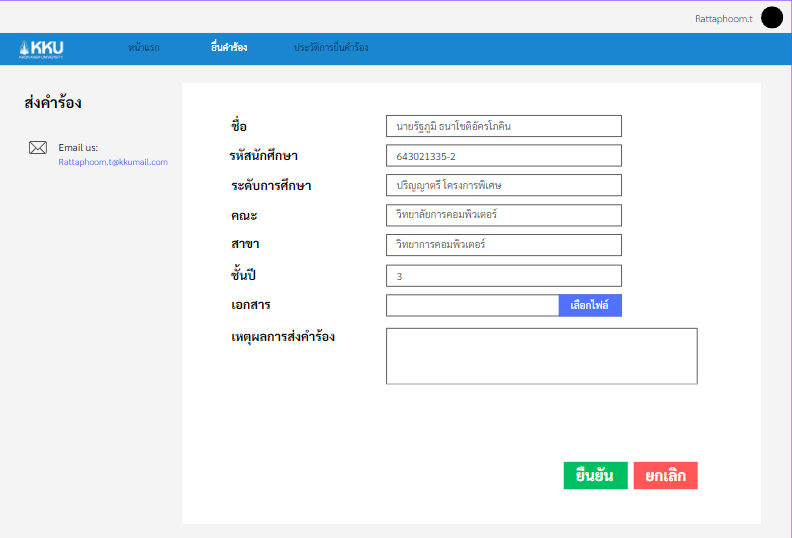 Rattaphoom.t
KKU
KHON KAEN UNIVERSITY
หน้าแรก ยื่นคำร้อง ประวัติการยื่นคำร้อง
ส่งคำร้อง
Email us:
Rattaphoom.t@kkumail.com
ชื่อ นายรัฐภูมิ ธนาโชติอัครโภคิน
รหัสนักศึกษา 643021335-2
ระดับการศึกษา ปริญญาตรี โครงการพิเศษ
คณะ วิทยาลัยการคอมพิวเตอร์
สาขา วิทยาการคอมพิวเตอร์
ชั้นปี 3
เอกสาร เลือกไฟล์
เหตุผลการส่งคำร้อง
ยืนยัน ยกเลิก